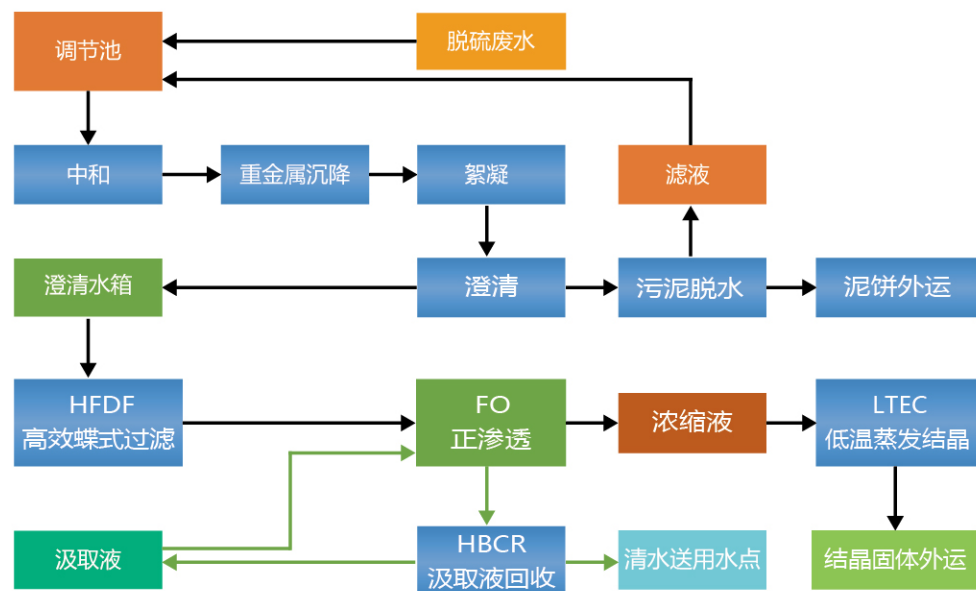 调节池
脱硫废水
中和
重金属沉降
絮凝
滤液
澄清水箱
澄清
污泥脱水
泥饼外运
HFDF
高效蝶式过滤
FO
正渗透
浓缩液
LTEC
低温蒸发结晶
汲取液
HBCR
汲取液回收
清水送用水点
结晶固体外运